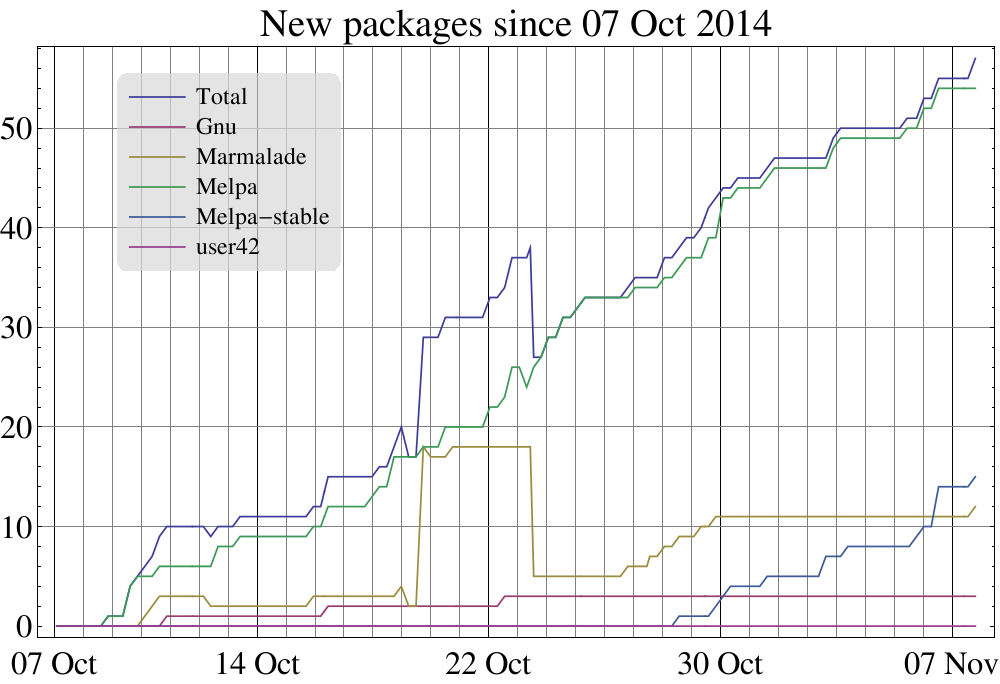 New packages since 07 Oct 2014
Total
Gnu
Marmalade
Melpa
Melpa−stable
user42
50
40
30
20
10
0
07 Oct 14 Oct 22 Oct 30 Oct 07 Nov